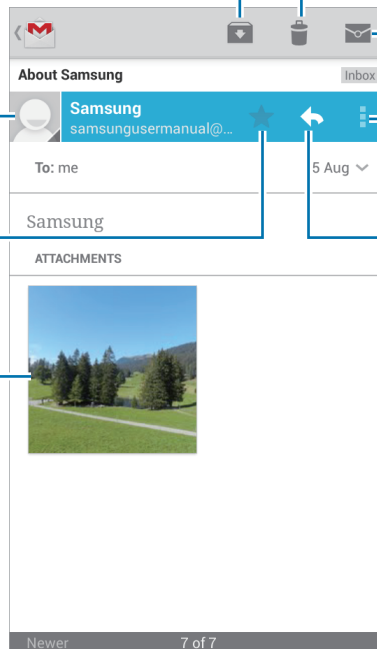 About Samsung Inbox
Samsung
samsungusermanual@...
To: me 5 Aug
Samsung
ATTACHMENTS
Newer 7 of 7